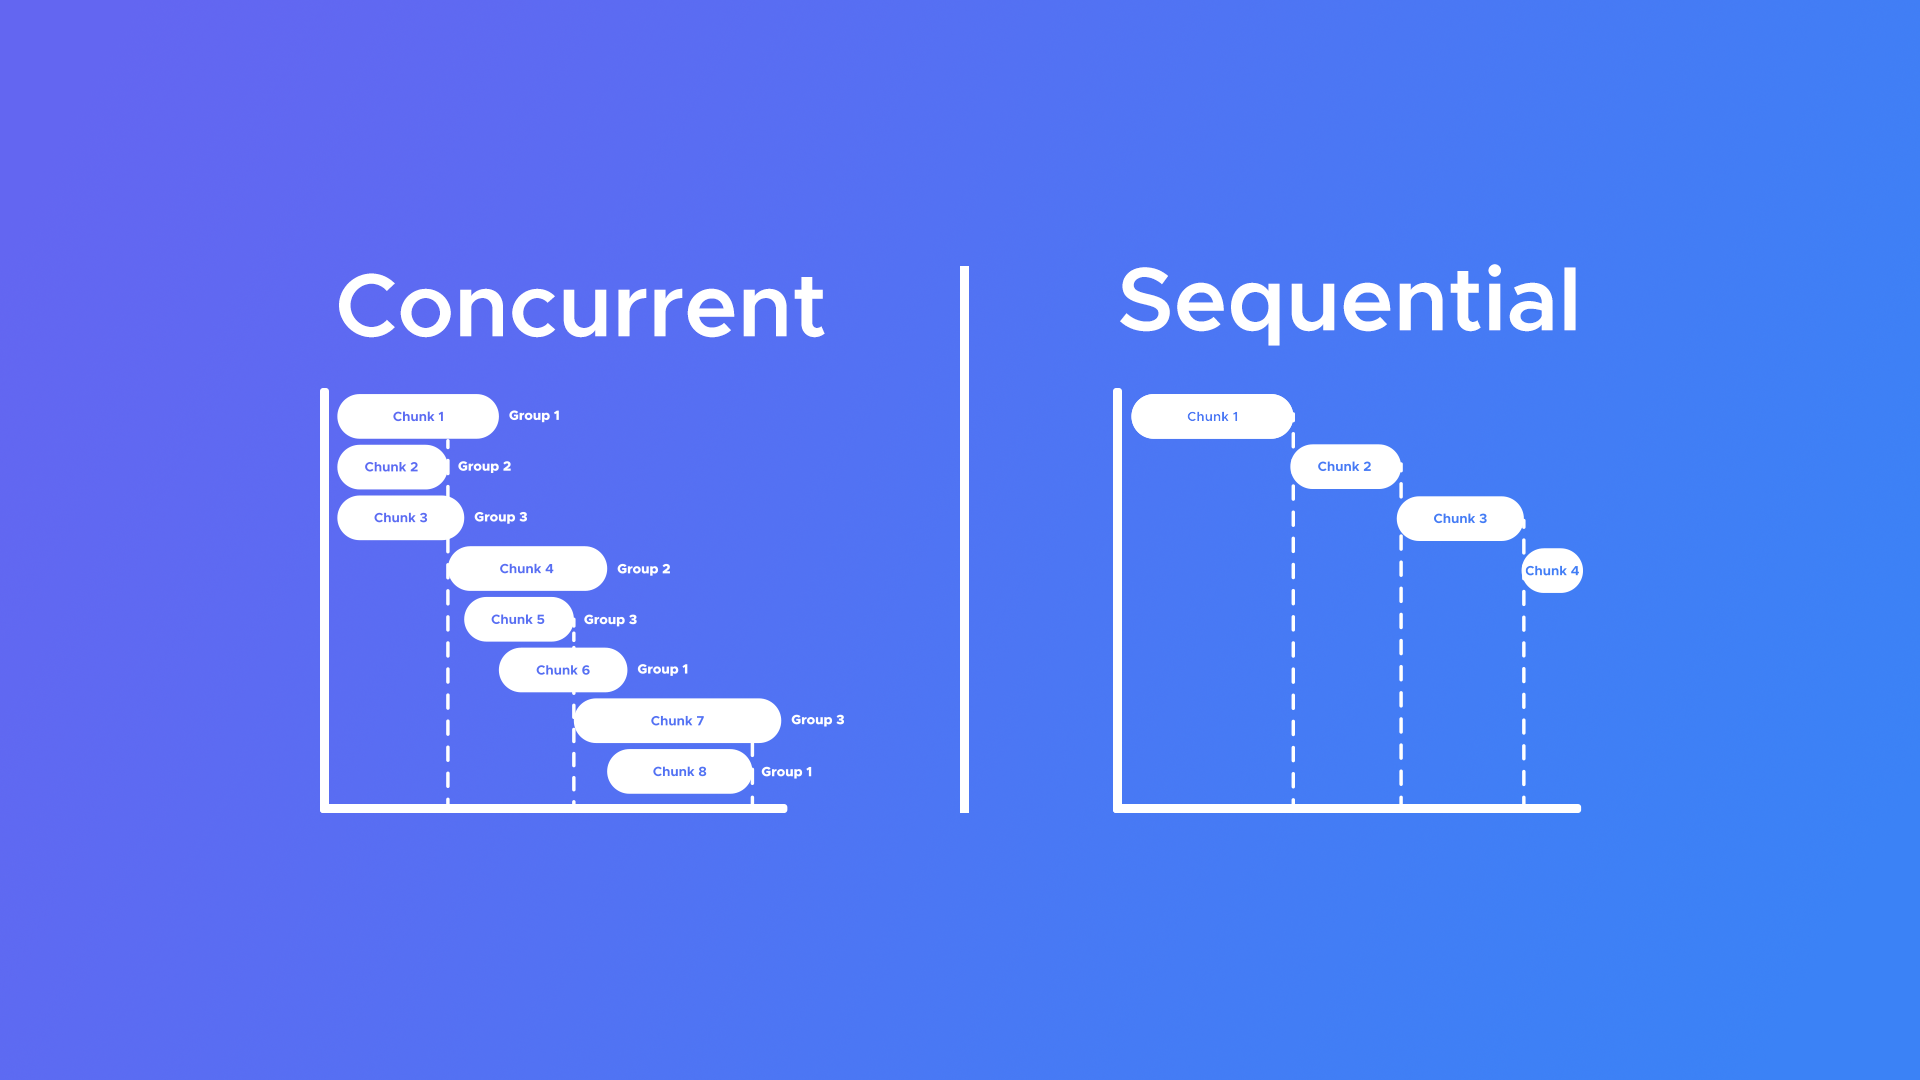 Concurrent
Chunk 1 Group 1
Chunk 2 Group 2
Chunk 3 Group 3
Chunk 4 Group 2
Chunk 5 Group 3
Chunk 6 Group 1
Chunk 7 Group 3
Chunk 8 Group 1
Sequential
Chunk 1
Chunk 2
Chunk 3
Chunk 4